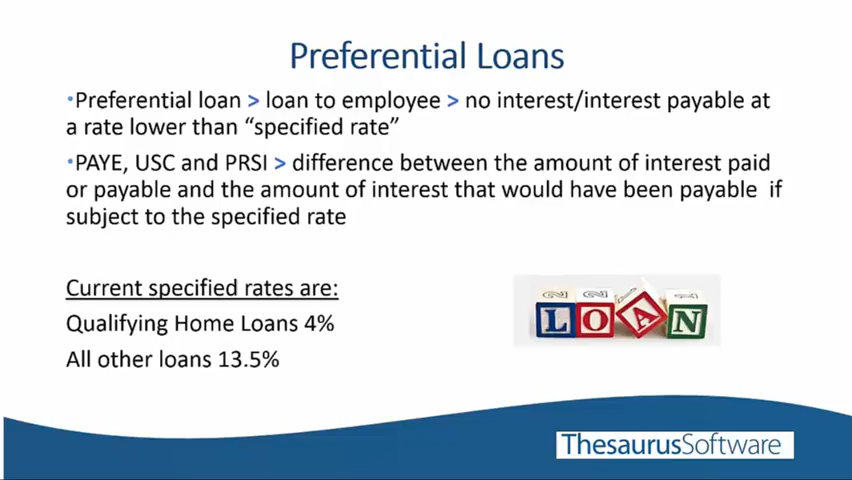 Preferential Loans
•Preferential loan > loan to employee > no interest/interest payable at
a rate lower than “specified rate”
•PAYE, USC and PRSI > difference between the amount of interest paid
or payable and the amount of interest that would have been payable if
subject to the specified rate
Current specified rates are:
Qualifying Home Loans 4%
All other loans 13.5%
LOAN
ThesaurusSoftware